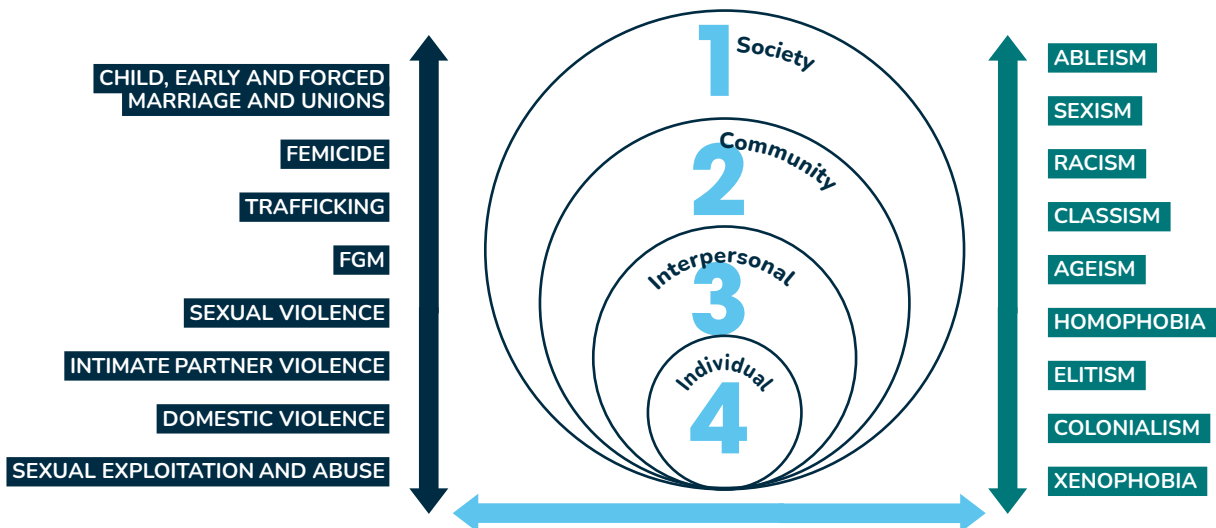 CHILD, EARLY AND FORCED
MARRIAGE AND UNIONS
FEMICIDE
TRAFFICKING
FGM
SEXUAL VIOLENCE
INTIMATE PARTNER VIOLENCE
DOMESTIC VIOLENCE
SEXUAL EXPLOITATION AND ABUSE
1
Society
2
Community
3
Interpersonal
4
Individual
ABLEISM
SEXISM
RACISM
CLASSISM
AGEISM
HOMOPHOBIA
ELITISM
COLONIALISM
XENOPHOBIA